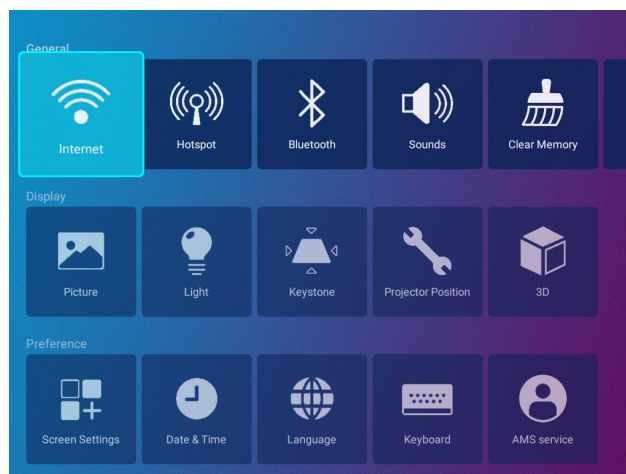 General
Internet
Hotspot
Bluetooth
Sounds
Clear Memory
Display
Picture
Light
Keystone
Projector Position
3D
Preference
Screen Settings
Date & Time
Language
Keyboard
AMS service